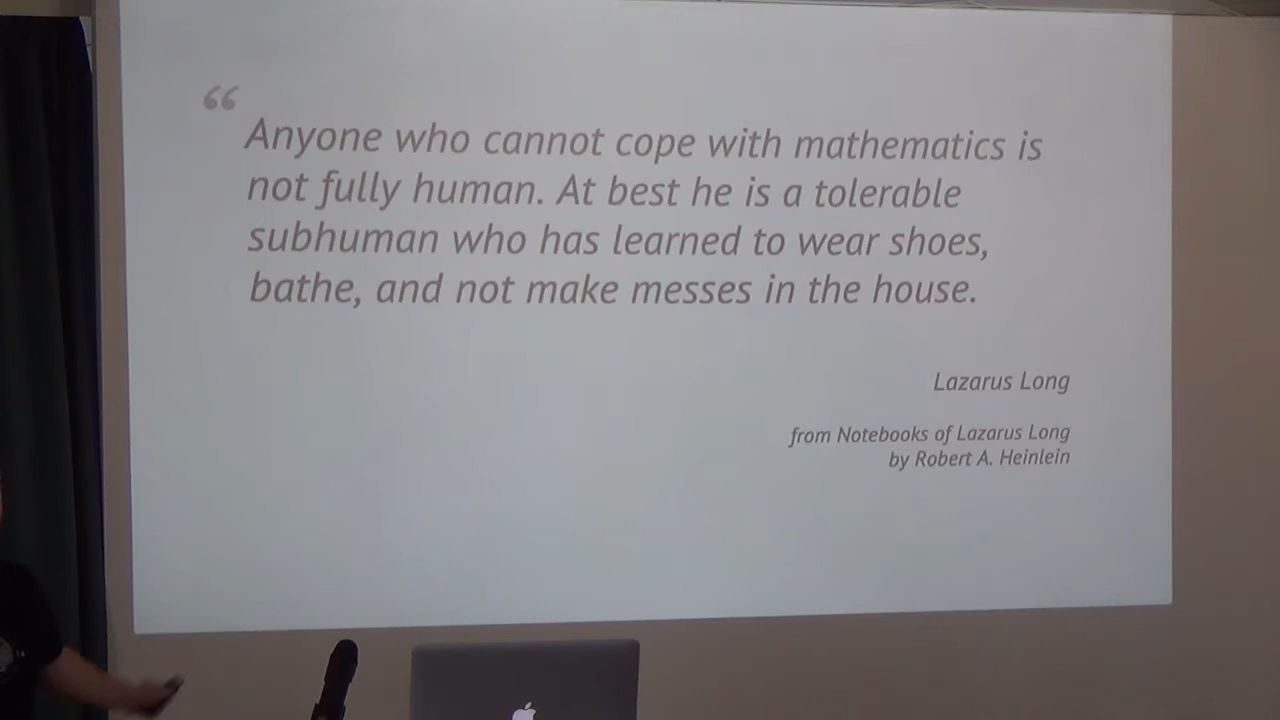 “
Anyone who cannot cope with mathematics is
not fully human. At best he is a tolerable
subhuman who has learned to wear shoes,
bathe, and not make messes in the house.
Lazarus Long
from Notebooks of Lazarus Long
by Robert A. Heinlein